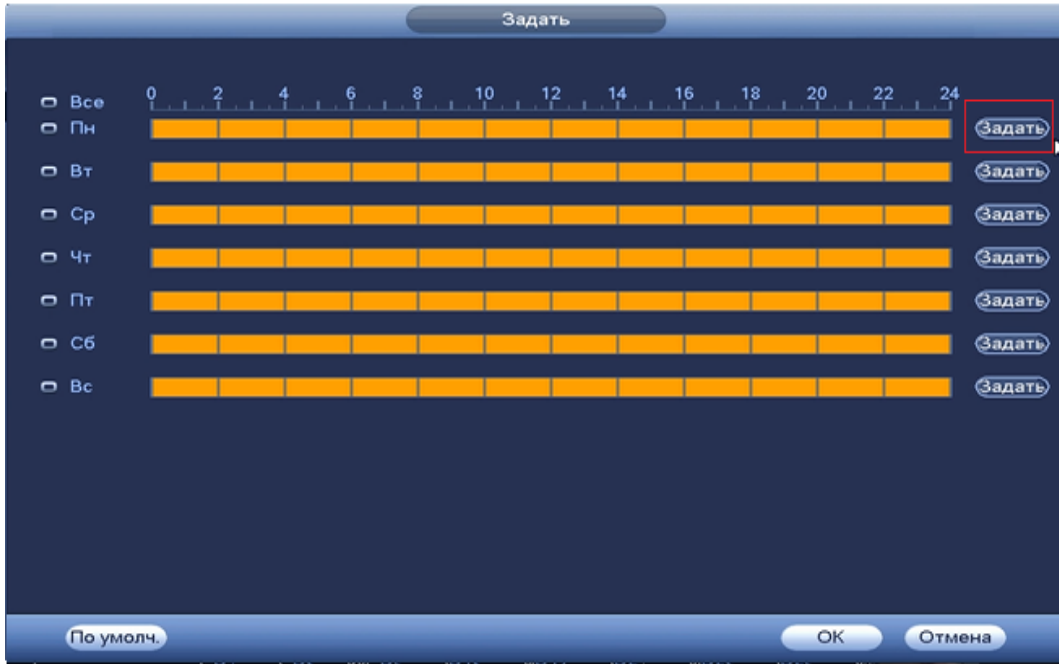 Задать
Все 0 2 4 6 8 10 12 14 16 18 20 22 24
Пн Задать
Вт Задать
Ср Задать
Чт Задать
Пт Задать
Сб Задать
Вс Задать
По умолч. OK Отмена